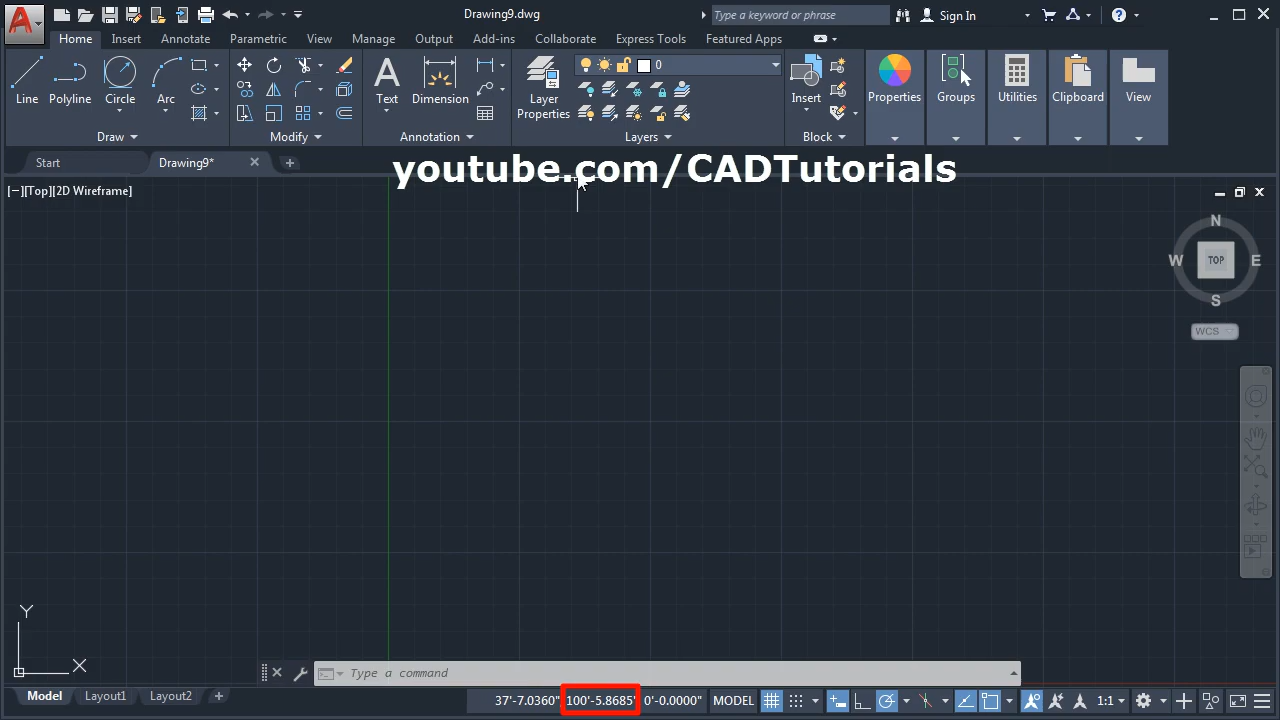 Drawing9.dwg
Type a keyword or phrase
Sign In
Home Insert Annotate Parametric View Manage Output Add-ins Collaborate Express Tools Featured Apps
0
Line Polyline Circle Arc
Text Dimension
Layer Properties
Insert
Properties Groups Utilities Clipboard View
Draw Modify Annotation Layers Block
Start Drawing9*
youtube.com/CADTutorials
[−][Top][2D Wireframe]
N
W TOP E
S
WCS
Y
X
Type a command
Model Layout1 Layout2
37'-7.0360" 100'-5.8685" 0'-0.0000" MODEL 1:1